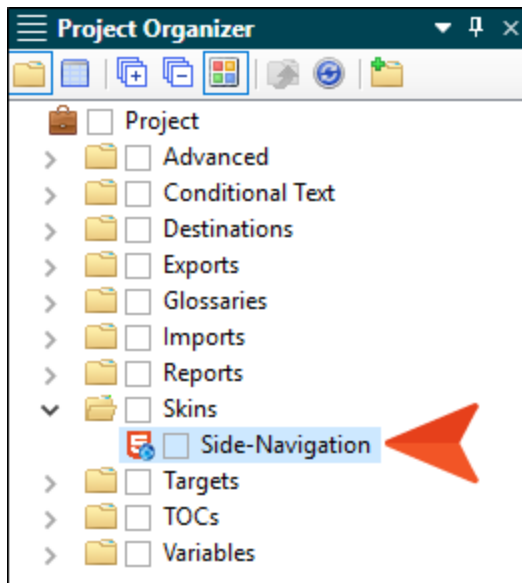 Project Organizer
Project
Advanced
Conditional Text
Destinations
Exports
Glossaries
Imports
Reports
Skins
Side-Navigation
Targets
TOCs
Variables